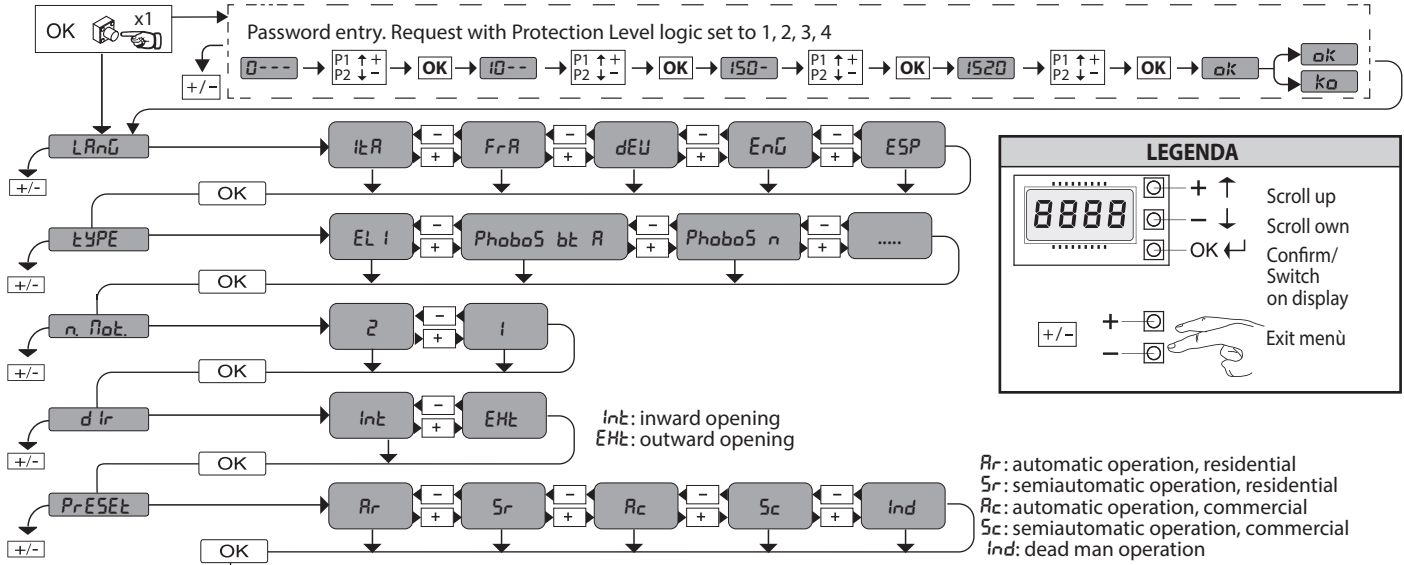 OK x1
Password entry. Request with Protection Level logic set to 1, 2, 3, 4
+/-
0--- P1 ↑ + P2 ↓ - OK 10-- P1 ↑ + P2 ↓ - OK 150- P1 ↑ + P2 ↓ - OK 1520 P1 ↑ + P2 ↓ - OK ok ok
ko
LAnG ItA - + FrA - + dEU - + EnG - + ESP
+/-
OK
tYPE ELI - + PhoboS bt A - + PhoboS n - + .....
+/-
OK
n. Mot. 2 - + 1
+/-
OK
dIr Int - + EHt
+/-
Int: inward opening
EHt: outward opening
OK
PrESEt Ar - + Sr - + Ac - + Sc - + Ind
+/-
OK
Ar: automatic operation, residential
Sr: semiautomatic operation, residential
Ac: automatic operation, commercial
Sc: semiautomatic operation, commercial
Ind: dead man operation
LEGENDA
8888
+ ↑ Scroll up
- ↓ Scroll own
OK ↵ Confirm/
Switch
on display
+/- + - Exit menù